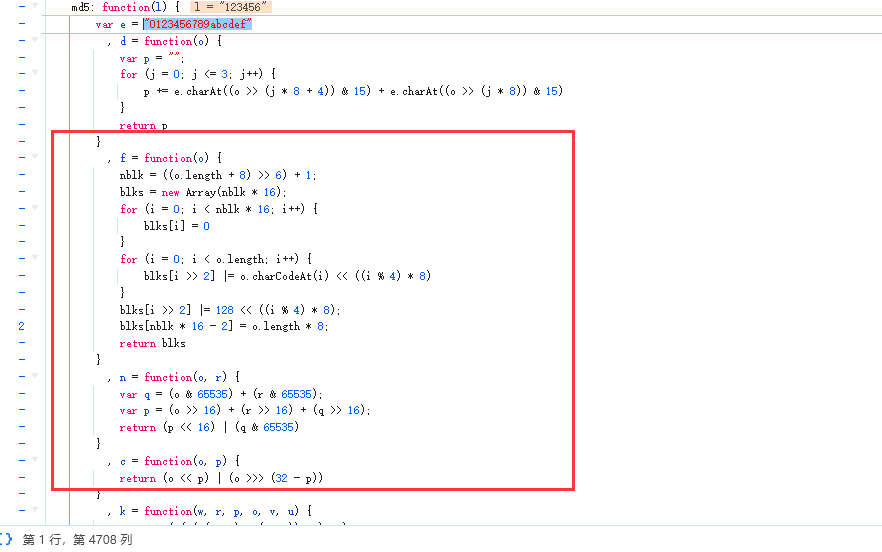 md5: function(l) { l = "123456"
var e = "0123456789abcdef"
, d = function(o) {
var p = "";
for (j = 0; j <= 3; j++) {
p += e.charAt((o >> (j * 8 + 4)) & 15) + e.charAt((o >> (j * 8)) & 15)
}
return p
}
, f = function(o) {
nblk = ((o.length + 8) >> 6) + 1;
blks = new Array(nblk * 16);
for (i = 0; i < nblk * 16; i++) {
blks[i] = 0
}
for (i = 0; i < o.length; i++) {
blks[i >> 2] |= o.charCodeAt(i) << ((i % 4) * 8)
}
blks[i >> 2] |= 128 << ((i % 4) * 8);
2 blks[nblk * 16 - 2] = o.length * 8;
return blks
}
, n = function(o, r) {
var q = (o & 65535) + (r & 65535);
var p = (o >> 16) + (r >> 16) + (q >> 16);
return (p << 16) | (q & 65535)
}
, c = function(o, p) {
return (o << p) | (o >>> (32 - p))
}
, k = function(w, r, p, o, v, u) {
{} 第 1 行，第 4708 列